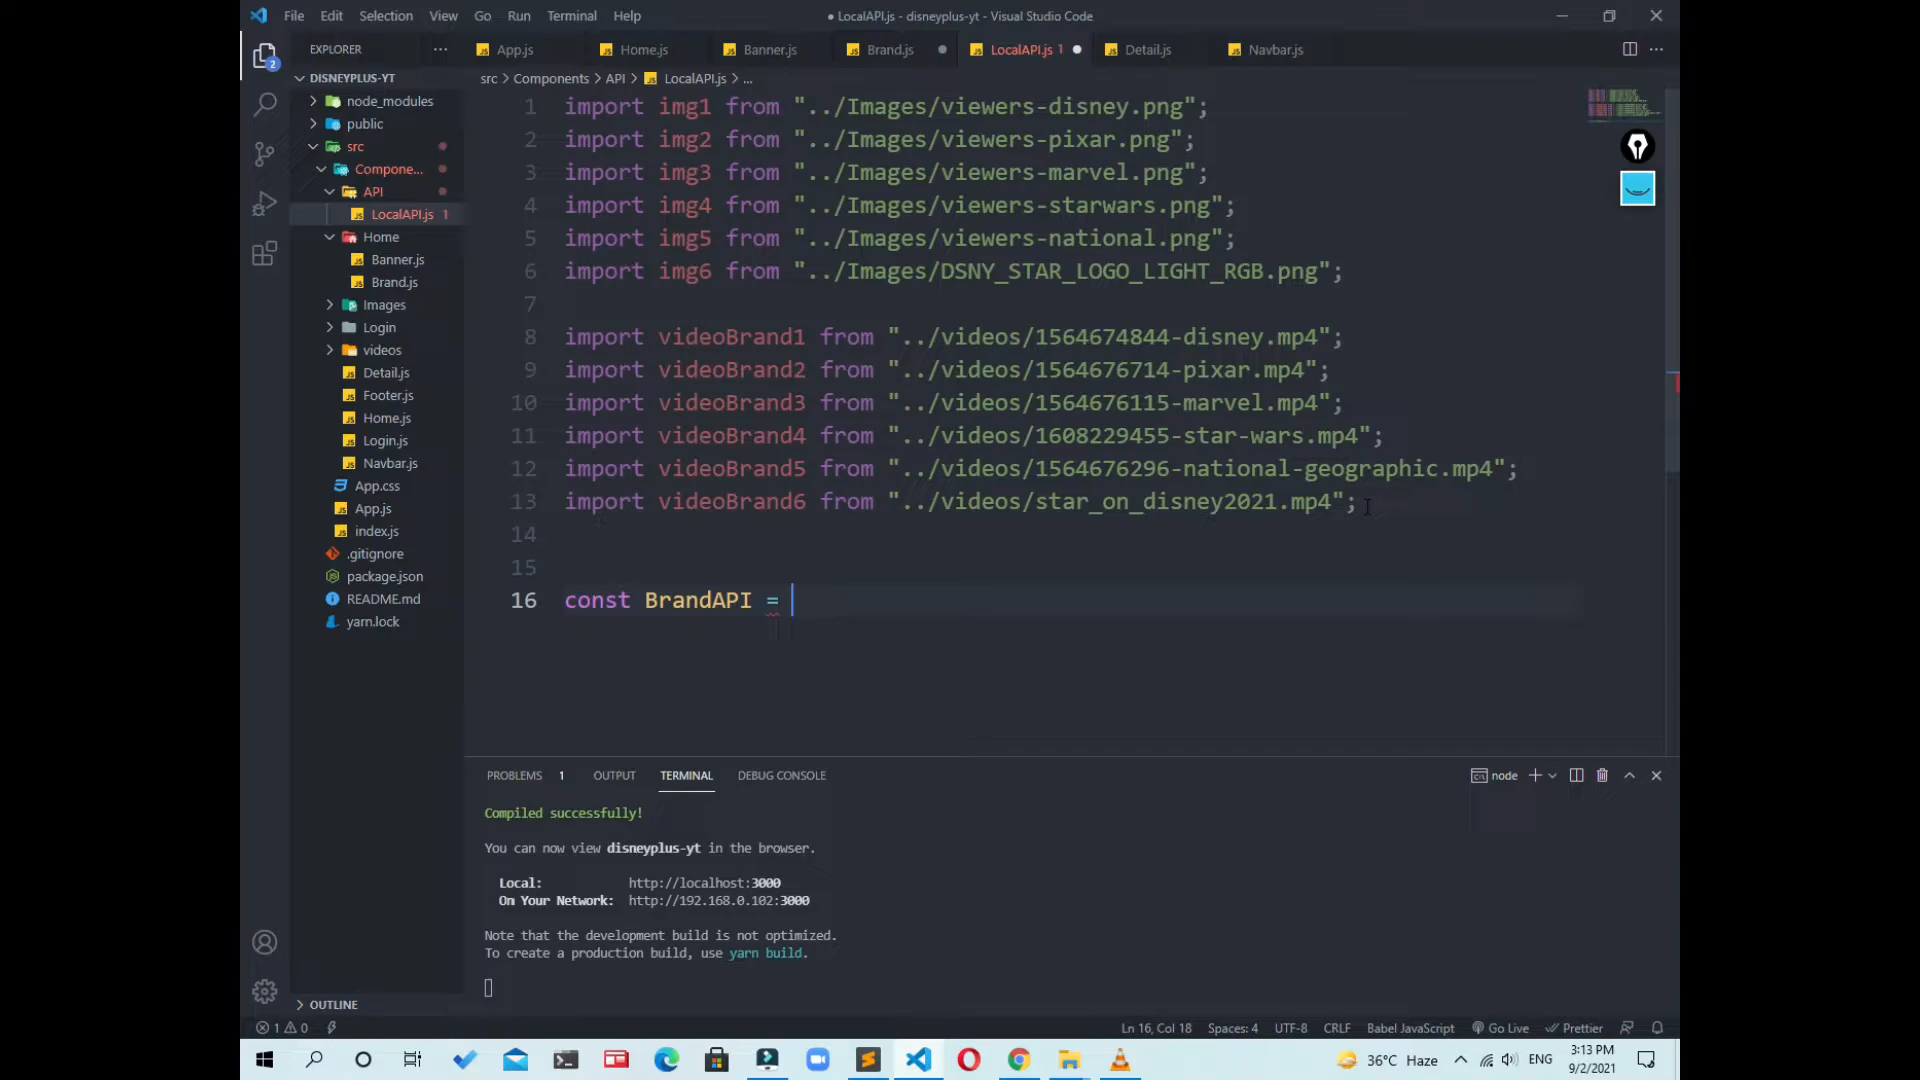 File Edit Selection View Go Run Terminal Help
● LocalAPI.js - disneyplus-yt - Visual Studio Code
EXPLORER
App.js Home.js Banner.js Brand.js LocalAPI.js 1 Detail.js Navbar.js
DISNEYPLUS-YT
src > Components > API > LocalAPI.js > ...
node_modules
public
src
Compone...
API
LocalAPI.js 1
Home
Banner.js
Brand.js
Images
Login
videos
Detail.js
Footer.js
Home.js
Login.js
Navbar.js
App.css
App.js
index.js
.gitignore
package.json
README.md
yarn.lock
OUTLINE
2
1 import img1 from "../Images/viewers-disney.png";
2 import img2 from "../Images/viewers-pixar.png";
3 import img3 from "../Images/viewers-marvel.png";
4 import img4 from "../Images/viewers-starwars.png";
5 import img5 from "../Images/viewers-national.png";
6 import img6 from "../Images/DSNY_STAR_LOGO_LIGHT_RGB.png";
7
8 import videoBrand1 from "../videos/1564674844-disney.mp4";
9 import videoBrand2 from "../videos/1564676714-pixar.mp4";
10 import videoBrand3 from "../videos/1564676115-marvel.mp4";
11 import videoBrand4 from "../videos/1608229455-star-wars.mp4";
12 import videoBrand5 from "../videos/1564676296-national-geographic.mp4";
13 import videoBrand6 from "../videos/star_on_disney2021.mp4";
14
15
16 const BrandAPI =
PROBLEMS 1 OUTPUT TERMINAL DEBUG CONSOLE
node
Compiled successfully!
You can now view disneyplus-yt in the browser.
Local: http://localhost:3000
On Your Network: http://192.168.0.102:3000
Note that the development build is not optimized.
To create a production build, use yarn build.
1 0
Ln 16, Col 18 Spaces: 4 UTF-8 CRLF Babel JavaScript Go Live Prettier
36°C Haze ENG
3:13 PM
9/2/2021